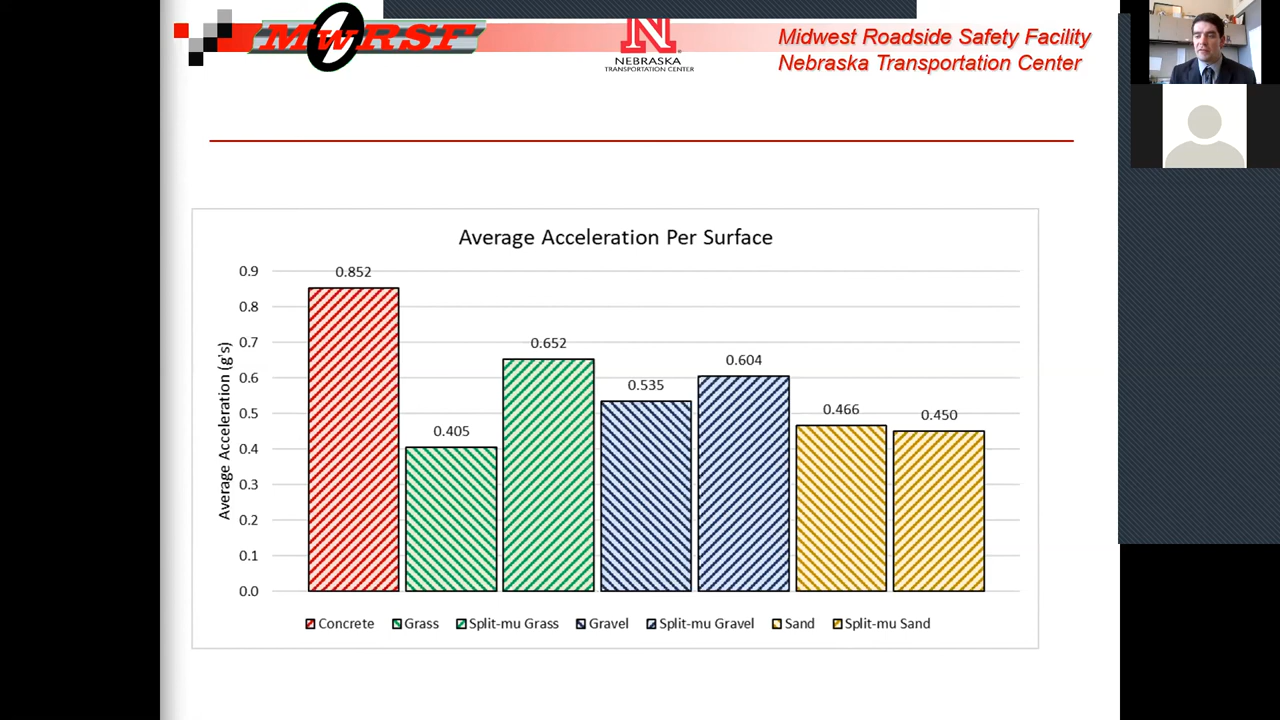 MwRSF
N
NEBRASKA
TRANSPORTATION CENTER
Midwest Roadside Safety Facility
Nebraska Transportation Center
Average Acceleration Per Surface
Average Acceleration (g's)
0.9
0.8
0.7
0.6
0.5
0.4
0.3
0.2
0.1
0.0
0.852
0.405
0.652
0.535
0.604
0.466
0.450
Concrete Grass Split-mu Grass Gravel Split-mu Gravel Sand Split-mu Sand